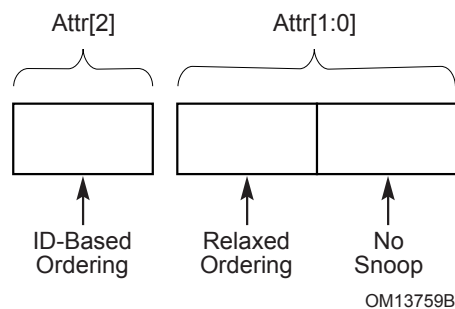 Attr[2]
Attr[1:0]
ID-Based
Ordering
Relaxed
Ordering
No
Snoop
OM13759B